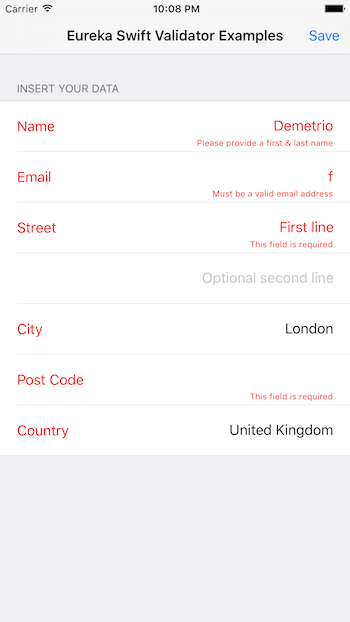 Carrier 10:08 PM
Eureka Swift Validator Examples Save
INSERT YOUR DATA
Name Demetrio
Please provide a first & last name
Email f
Must be a valid email address
Street First line
This field is required
Optional second line
City London
Post Code
This field is required
Country United Kingdom